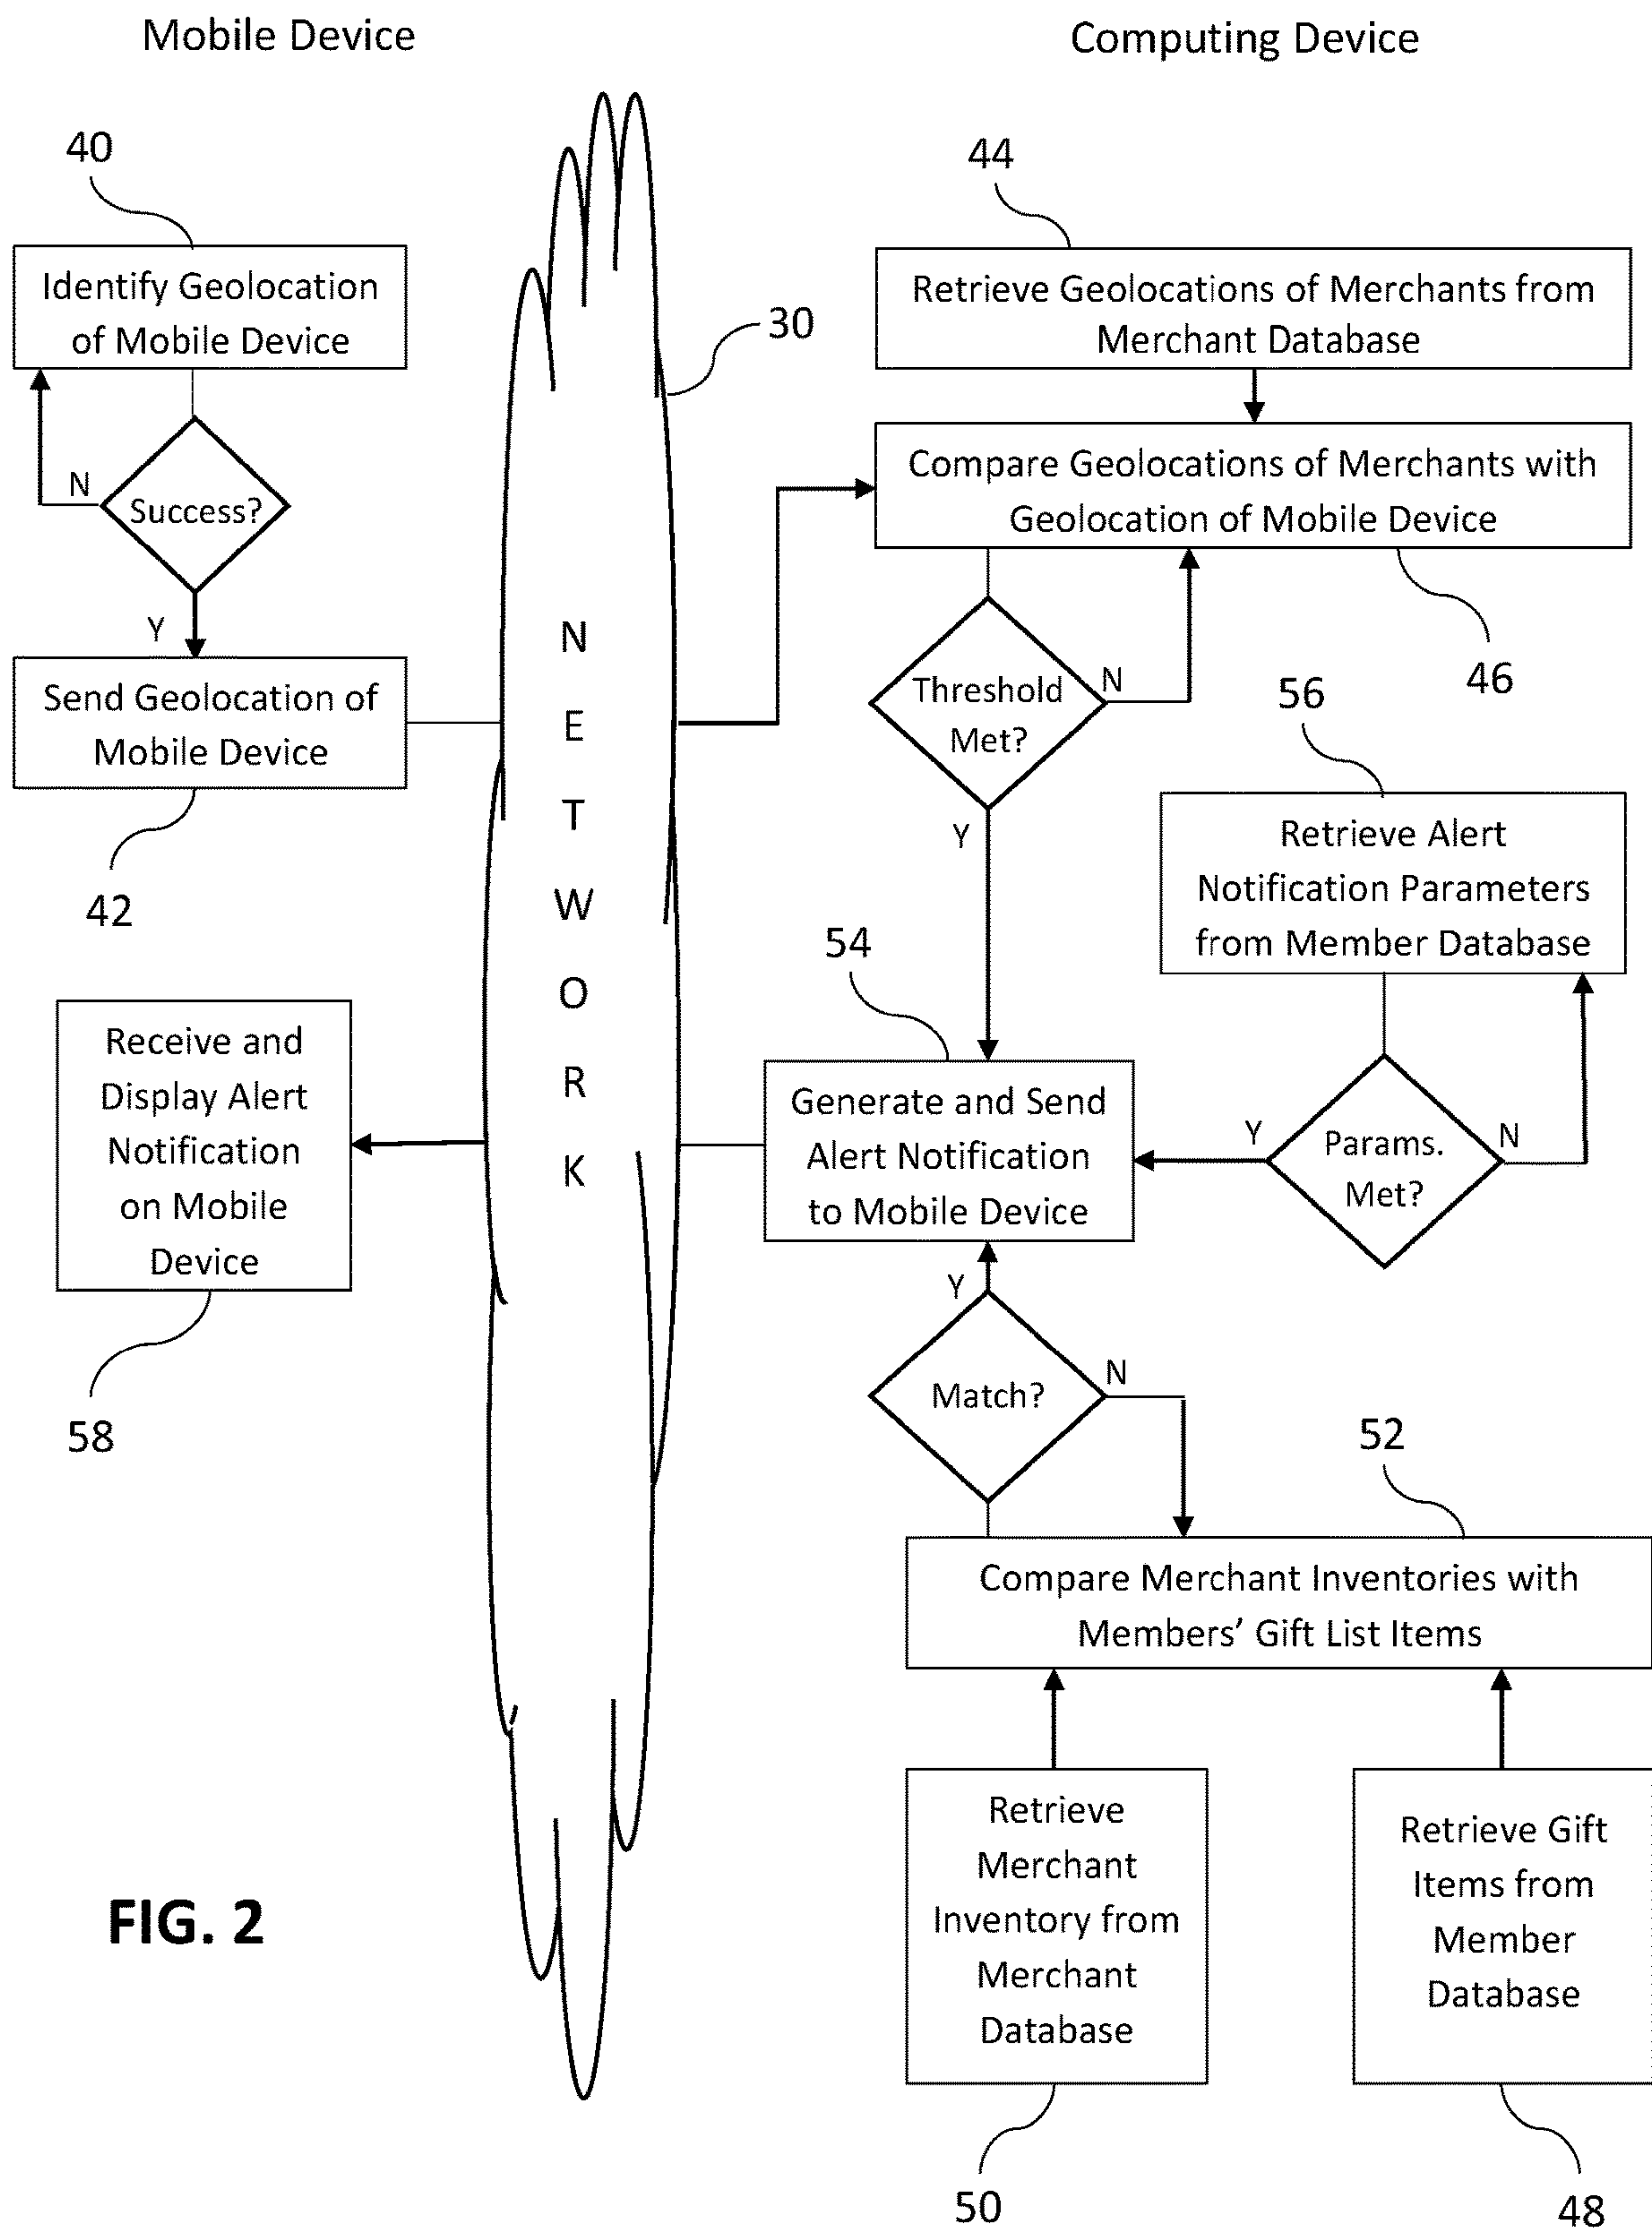 Mobile Device
Computing Device
40
Identify Geolocation
of Mobile Device
N
Success?
Y
Send Geolocation of
Mobile Device
42
30
N
E
T
W
O
R
K
44
Retrieve Geolocations of Merchants from
Merchant Database
Compare Geolocations of Merchants with
Geolocation of Mobile Device
46
Threshold
Met?
N
Y
56
Retrieve Alert
Notification Parameters
from Member Database
Params.
Met?
Y
N
54
Generate and Send
Alert Notification
to Mobile Device
Receive and
Display Alert
Notification
on Mobile
Device
58
Y
Match?
N
52
Compare Merchant Inventories with
Members’ Gift List Items
Retrieve
Merchant
Inventory from
Merchant
Database
50
Retrieve Gift
Items from
Member
Database
48
FIG. 2